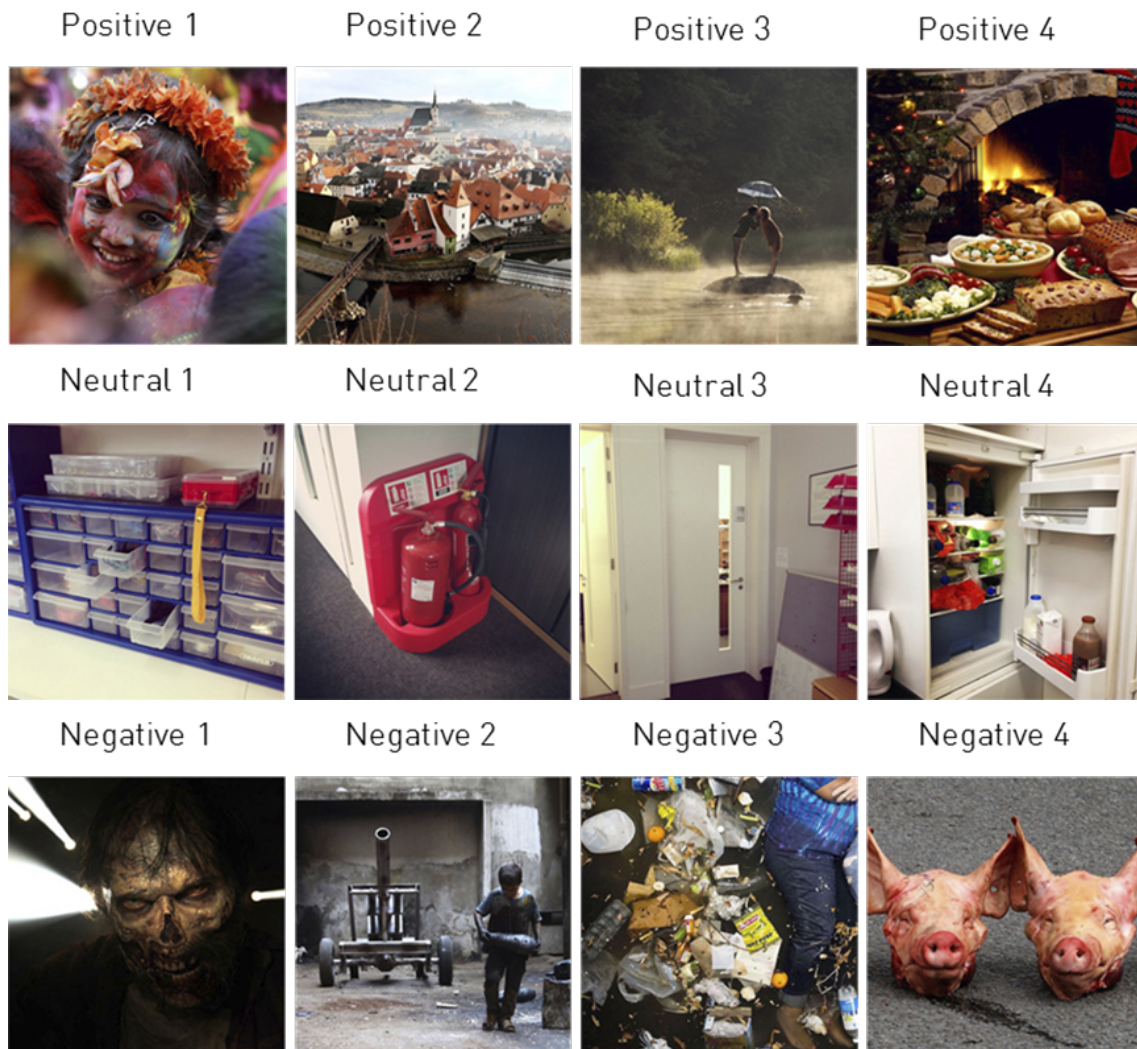 Positive 1
Positive 2
Positive 3
Positive 4
Neutral 1
Neutral 2
Neutral 3
Neutral 4
Negative 1
Negative 2
Negative 3
Negative 4